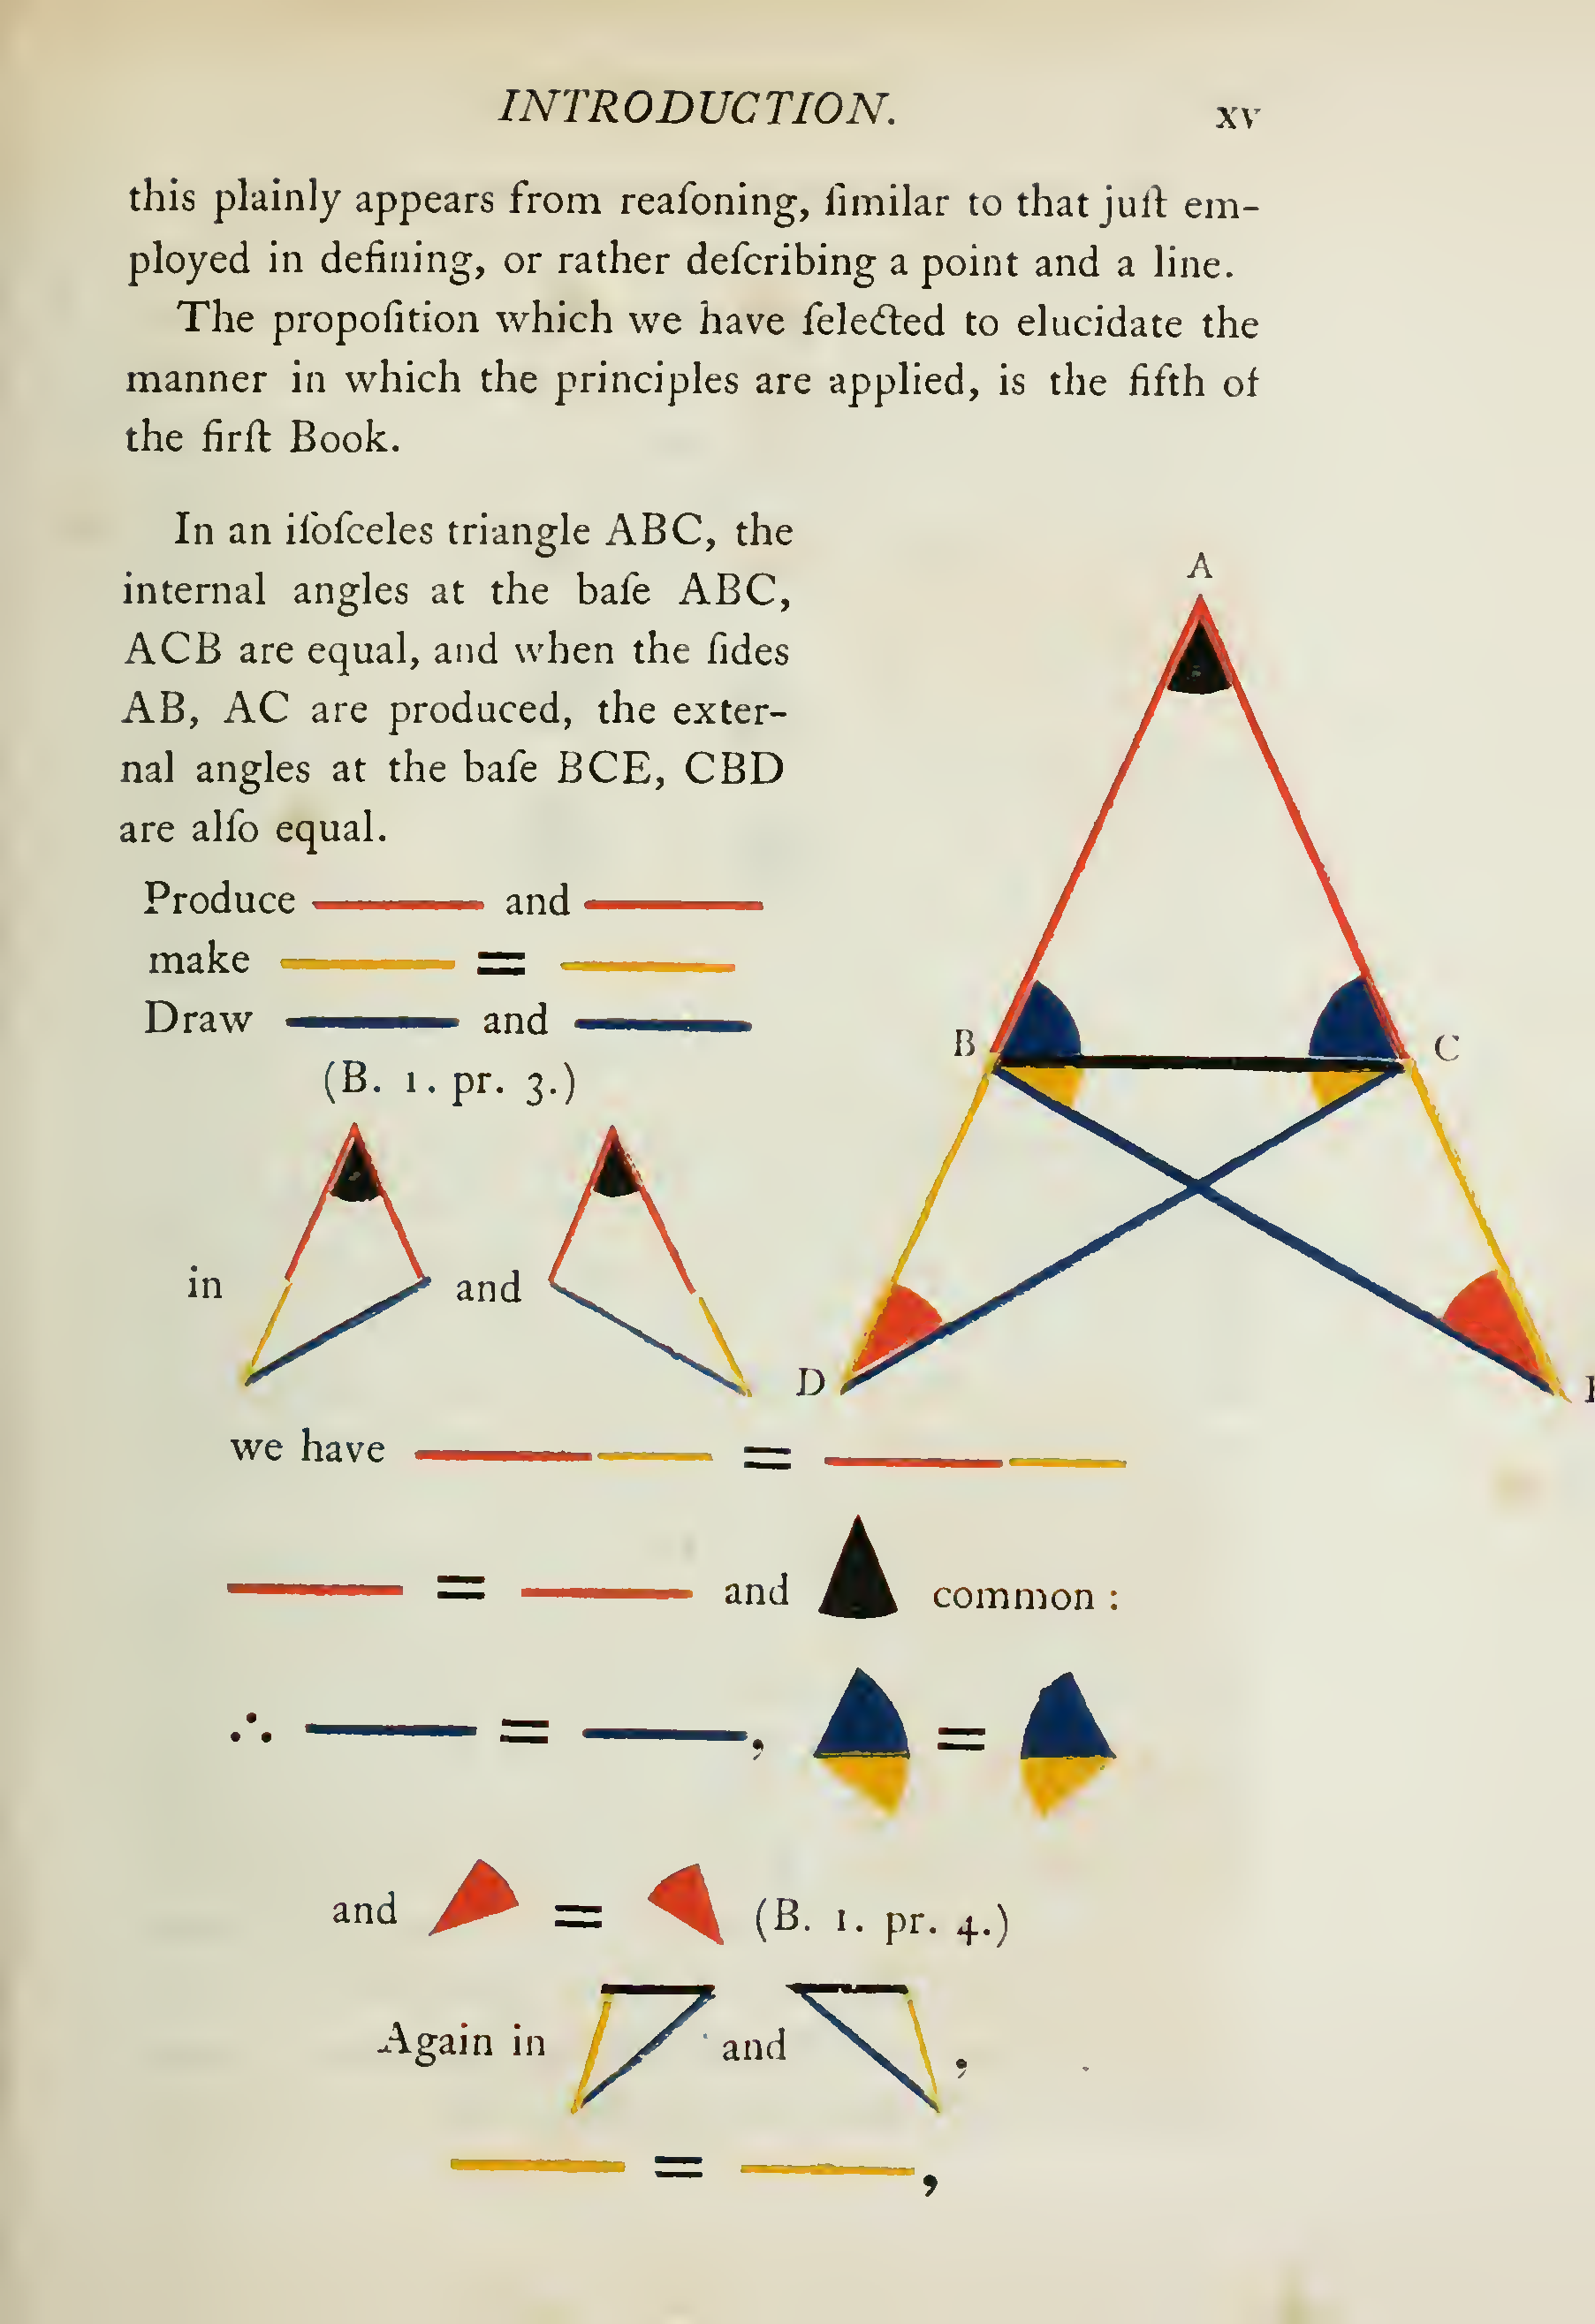 INTRODUCTION. xv
this plainly appears from reaſoning, ſimilar to that juſt em-
ployed in defining, or rather deſcribing a point and a line.
The propoſition which we have ſelected to elucidate the
manner in which the principles are applied, is the fifth of
the firſt Book.
In an iſoſceles triangle ABC, the
internal angles at the baſe ABC,
ACB are equal, and when the ſides
AB, AC are produced, the exter-
nal angles at the baſe BCE, CBD
are alſo equal.
A
B
C
D
Produce and
make =
Draw and
(B. 1. pr. 3.)
in and
we have =
= and common :
∴ = , =
and = (B. 1. pr. 4.)
Again in and ,
= ,